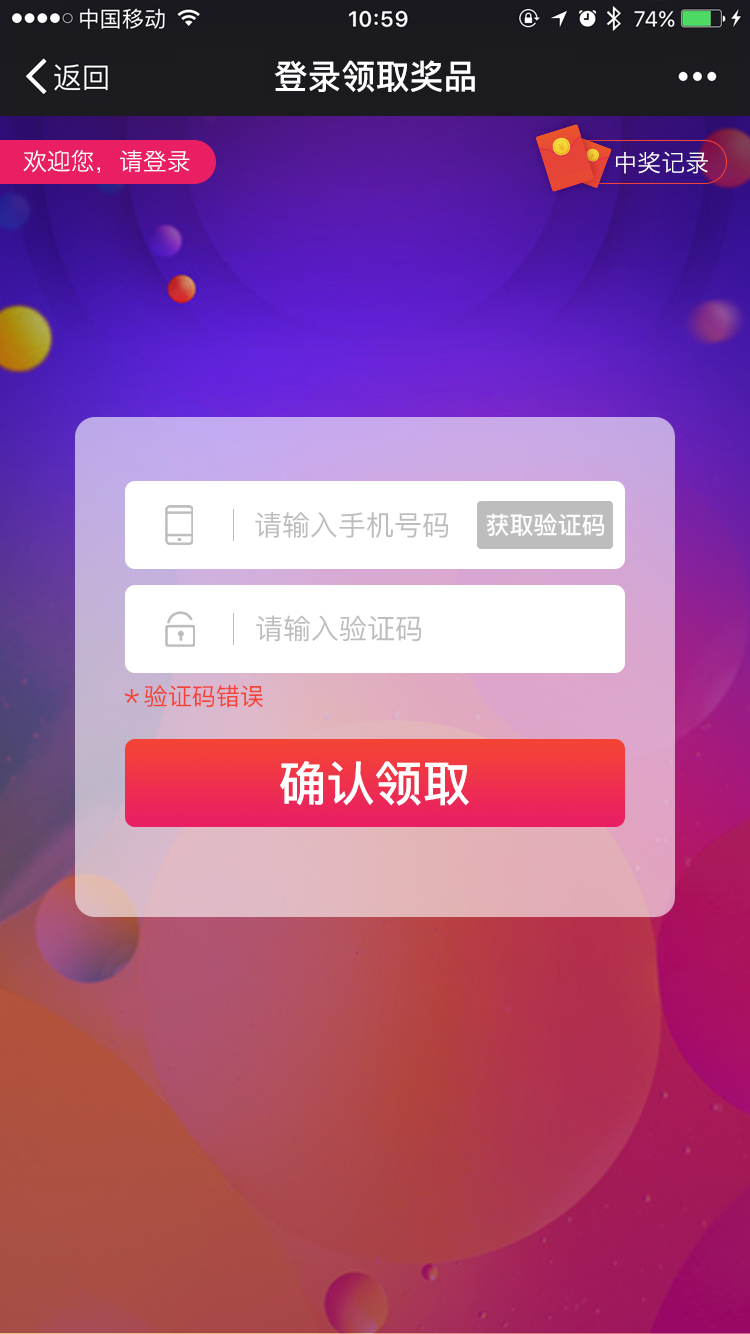 中国移动 10:59 74%
返回 登录领取奖品
欢迎您，请登录 中奖记录
请输入手机号码 获取验证码
请输入验证码
*验证码错误
确认领取